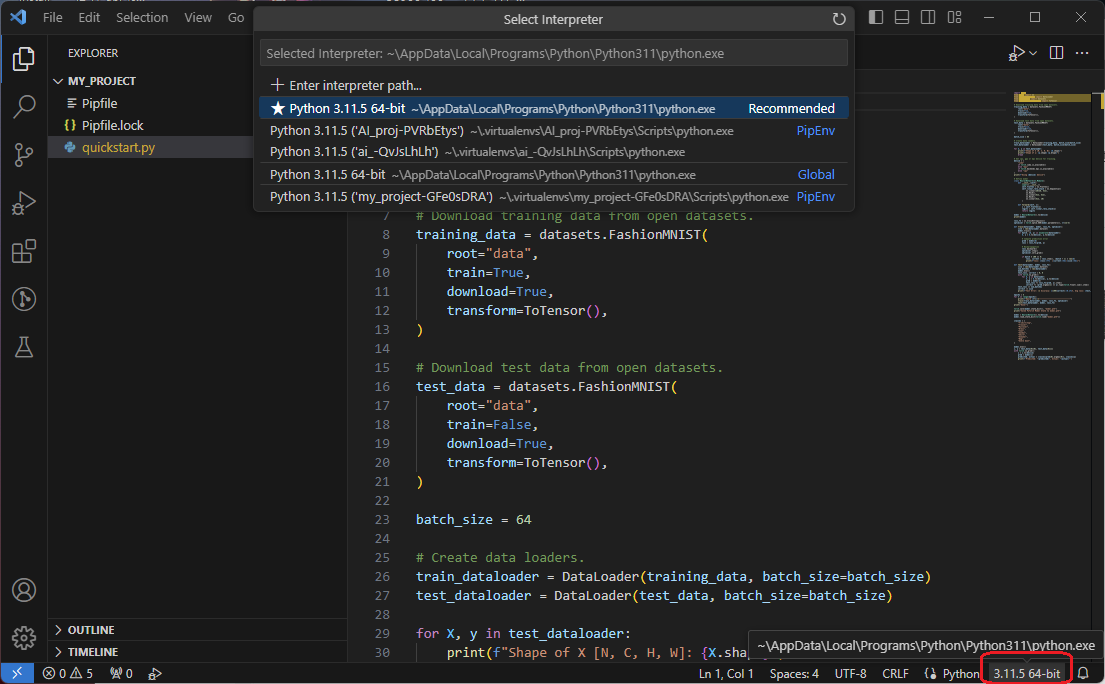 File Edit Selection View Go
Select Interpreter
Selected Interpreter: ~\AppData\Local\Programs\Python\Python311\python.exe
Enter interpreter path...
Python 3.11.5 64-bit ~\AppData\Local\Programs\Python\Python311\python.exe Recommended
Python 3.11.5 ('AI_proj-PVRbEtys') ~\.virtualenvs\AI_proj-PVRbEtys\Scripts\python.exe PipEnv
Python 3.11.5 ('ai_-QvJsLhLh') ~\.virtualenvs\ai_-QvJsLhLh\Scripts\python.exe
Python 3.11.5 64-bit ~\AppData\Local\Programs\Python\Python311\python.exe Global
Python 3.11.5 ('my_project-GFe0sDRA') ~\.virtualenvs\my_project-GFe0sDRA\Scripts\python.exe PipEnv
EXPLORER
MY_PROJECT
Pipfile
{} Pipfile.lock
quickstart.py
7 # Download training data from open datasets.
8 training_data = datasets.FashionMNIST(
9 root="data",
10 train=True,
11 download=True,
12 transform=ToTensor(),
13 )
14
15 # Download test data from open datasets.
16 test_data = datasets.FashionMNIST(
17 root="data",
18 train=False,
19 download=True,
20 transform=ToTensor(),
21 )
22
23 batch_size = 64
24
25 # Create data loaders.
26 train_dataloader = DataLoader(training_data, batch_size=batch_size)
27 test_dataloader = DataLoader(test_data, batch_size=batch_size)
28
29 for X, y in test_dataloader:
30 print(f"Shape of X [N, C, H, W]: {X.sha
~\AppData\Local\Programs\Python\Python311\python.exe
OUTLINE
TIMELINE
0 5 0 Ln 1, Col 1 Spaces: 4 UTF-8 CRLF {} Python 3.11.5 64-bit